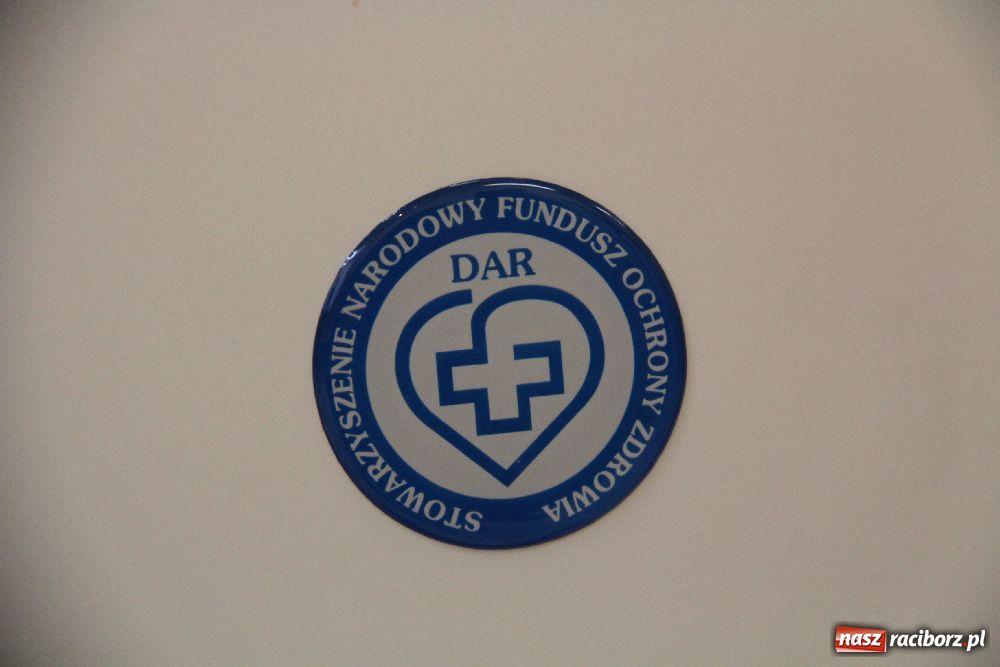 STOWARZYSZENIE NARODOWY FUNDUSZ OCHRONY ZDROWIA
DAR
nasz raciborz.pl